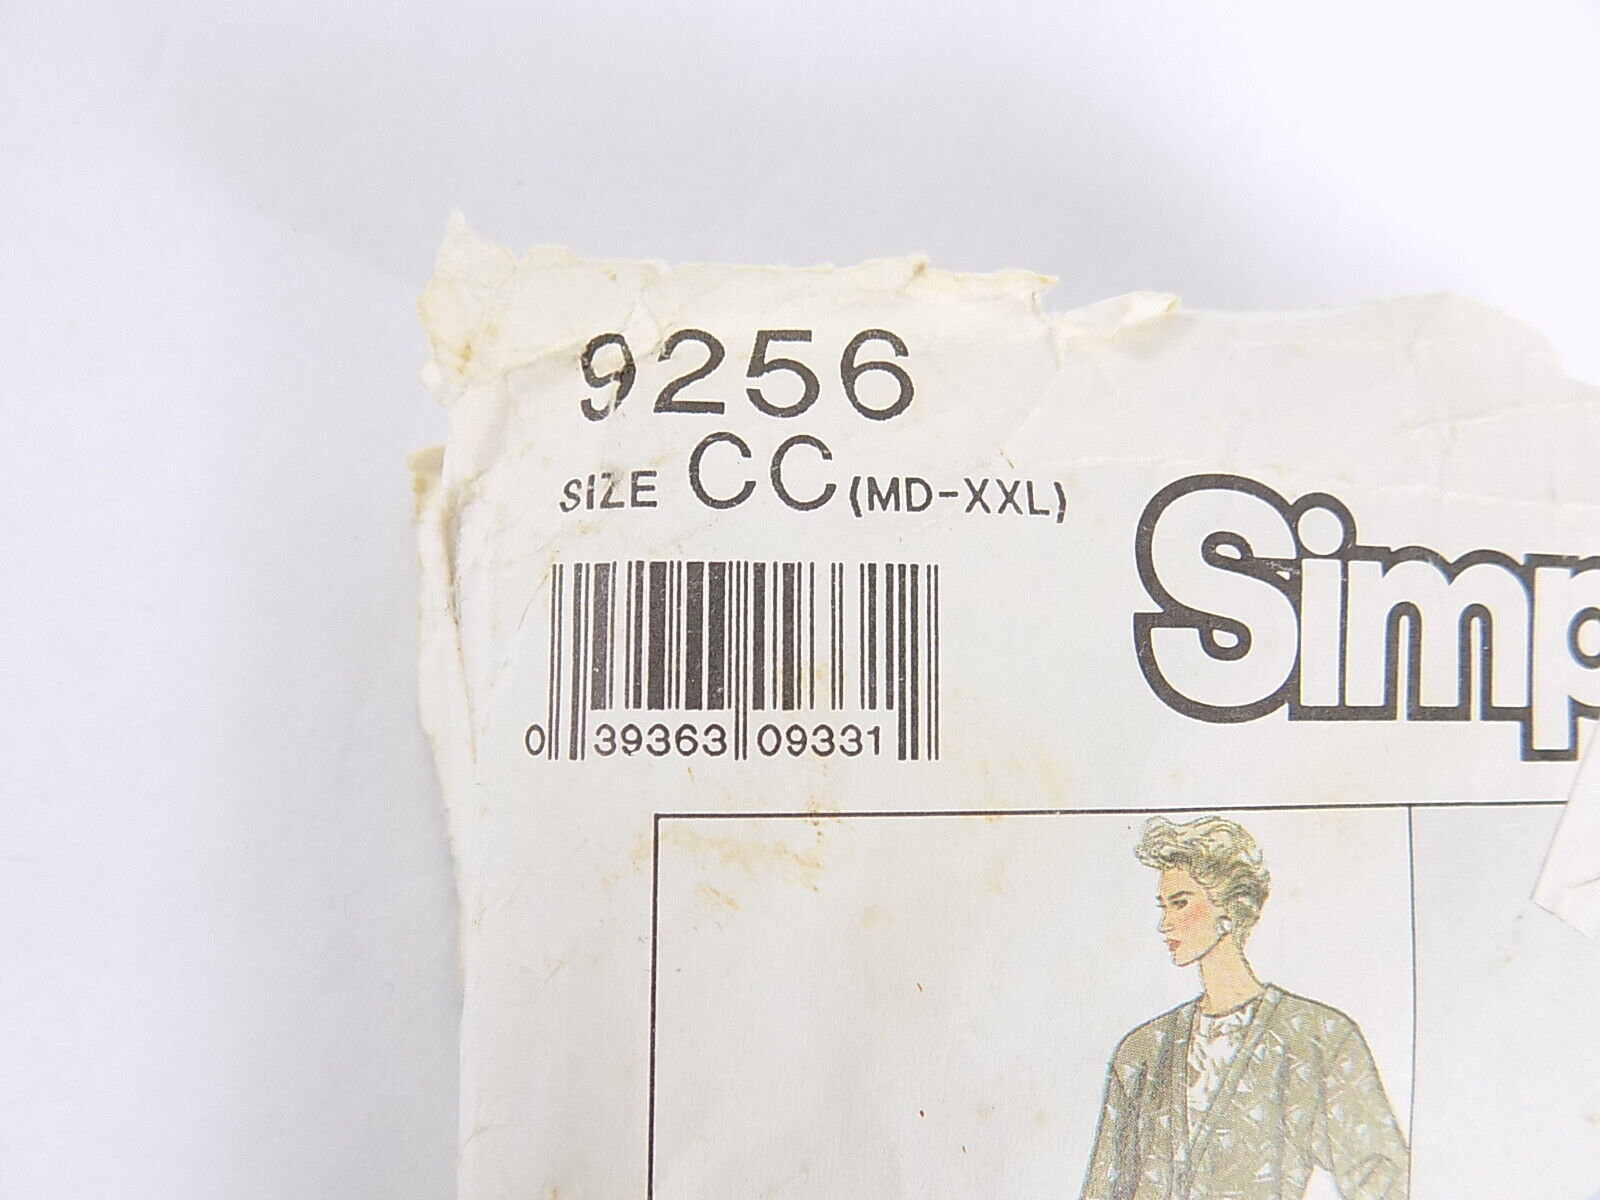 9256
SIZE CC (MD-XXL)
Simp
0 39363 09331